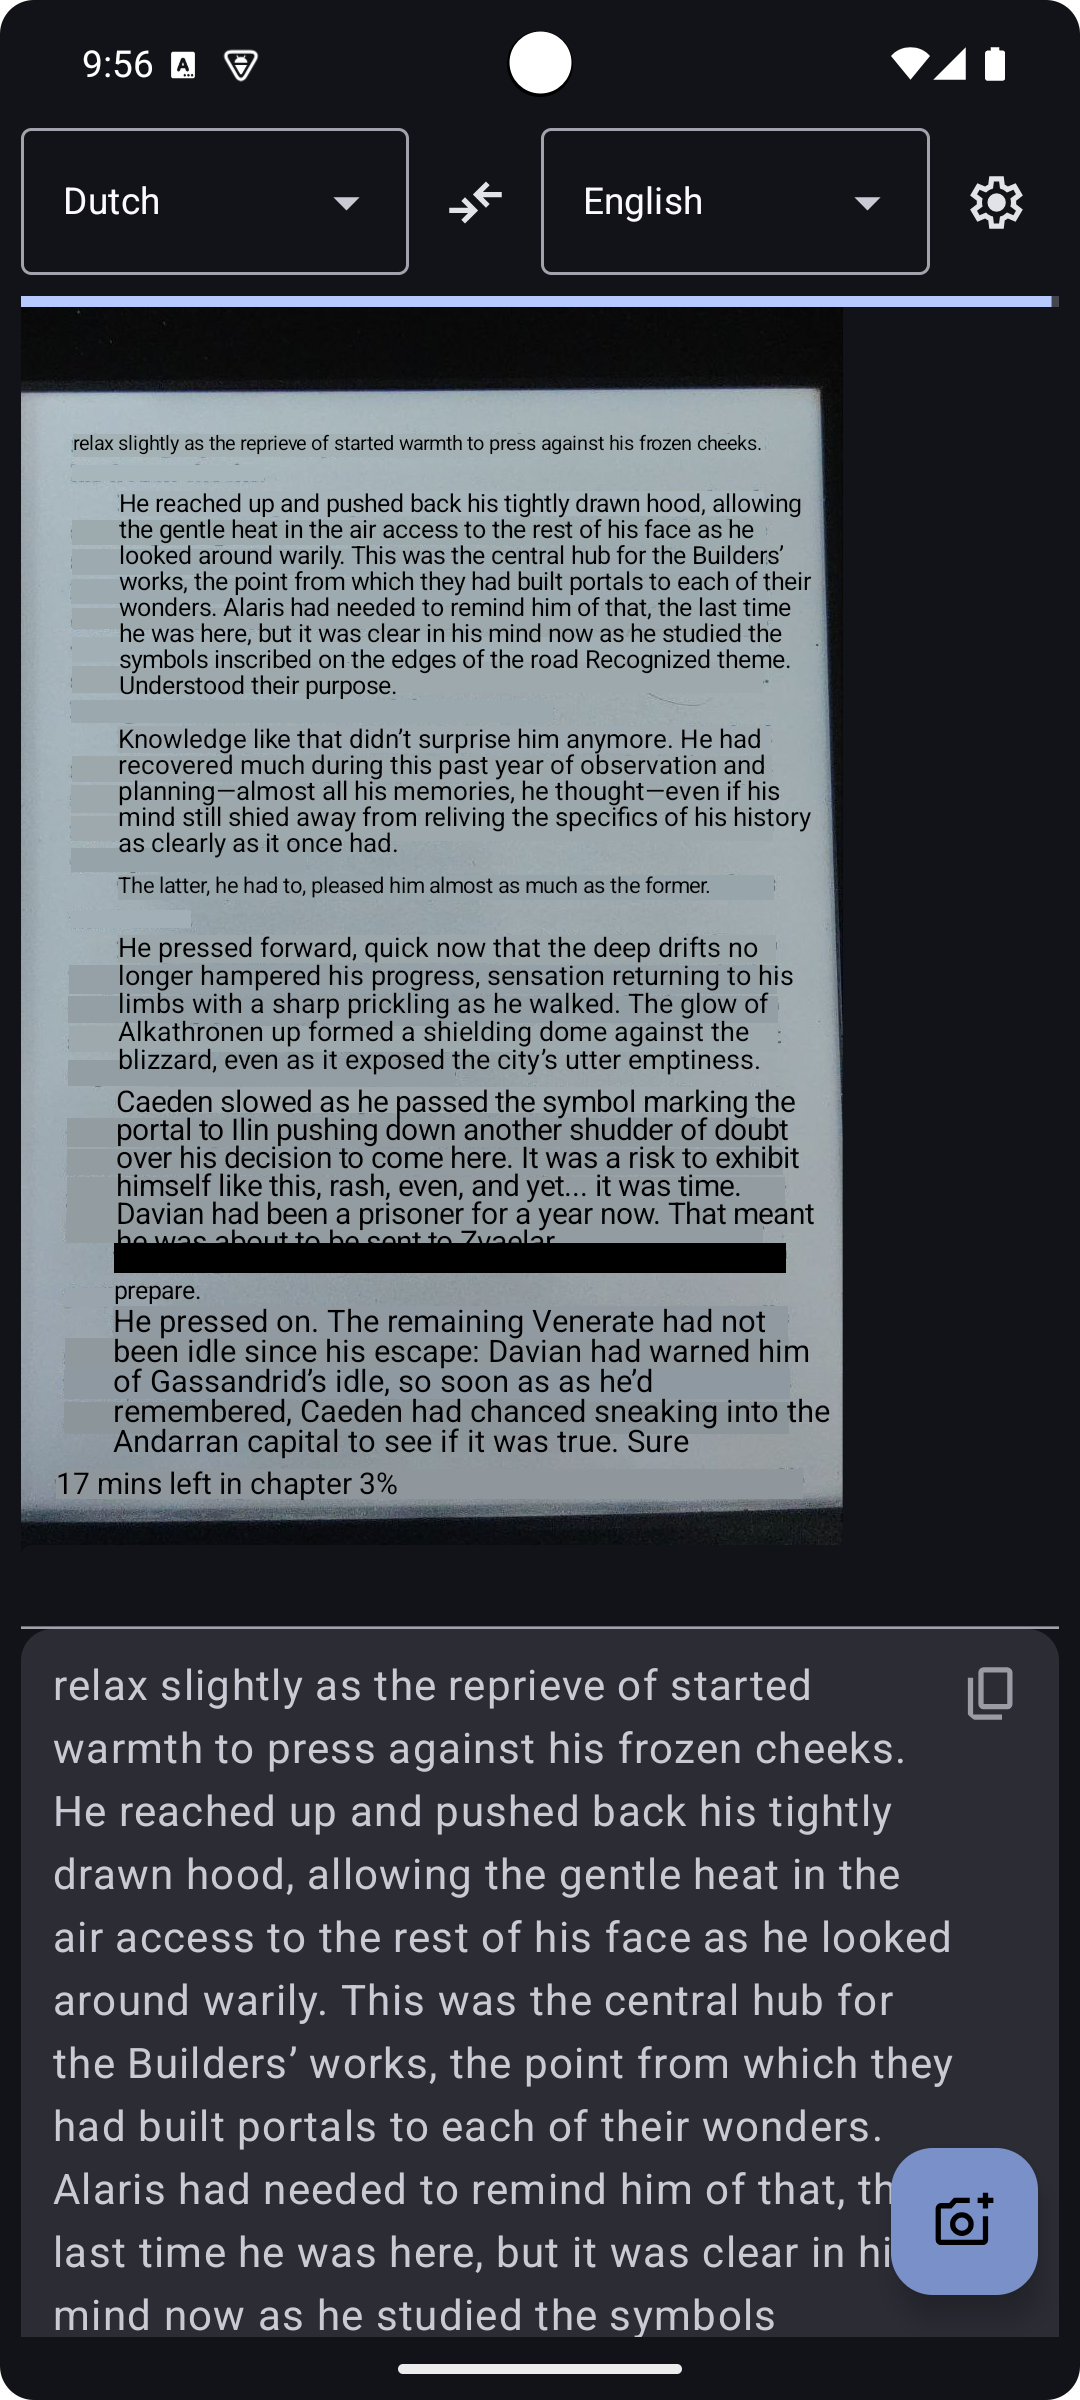 9:56
Dutch
English
relax slightly as the reprieve of started warmth to press against his frozen cheeks.
He reached up and pushed back his tightly drawn hood, allowing
the gentle heat in the air access to the rest of his face as he
looked around warily. This was the central hub for the Builders’
works, the point from which they had built portals to each of their
wonders. Alaris had needed to remind him of that, the last time
he was here, but it was clear in his mind now as he studied the
symbols inscribed on the edges of the road Recognized theme.
Understood their purpose.
Knowledge like that didn’t surprise him anymore. He had
recovered much during this past year of observation and
planning—almost all his memories, he thought—even if his
mind still shied away from reliving the specifics of his history
as clearly as it once had.
The latter, he had to, pleased him almost as much as the former.
He pressed forward, quick now that the deep drifts no
longer hampered his progress, sensation returning to his
limbs with a sharp prickling as he walked. The glow of
Alkathronen up formed a shielding dome against the
blizzard, even as it exposed the city’s utter emptiness.
Caeden slowed as he passed the symbol marking the
portal to Ilin pushing down another shudder of doubt
over his decision to come here. It was a risk to exhibit
himself like this, rash, even, and yet... it was time.
Davian had been a prisoner for a year now. That meant
he was about to be sent to Zvaelar
prepare.
He pressed on. The remaining Venerate had not
been idle since his escape: Davian had warned him
of Gassandrid’s idle, so soon as as he’d
remembered, Caeden had chanced sneaking into the
Andarran capital to see if it was true. Sure
17 mins left in chapter 3%
relax slightly as the reprieve of started
warmth to press against his frozen cheeks.
He reached up and pushed back his tightly
drawn hood, allowing the gentle heat in the
air access to the rest of his face as he looked
around warily. This was the central hub for
the Builders’ works, the point from which they
had built portals to each of their wonders.
Alaris had needed to remind him of that, th
last time he was here, but it was clear in hi
mind now as he studied the symbols